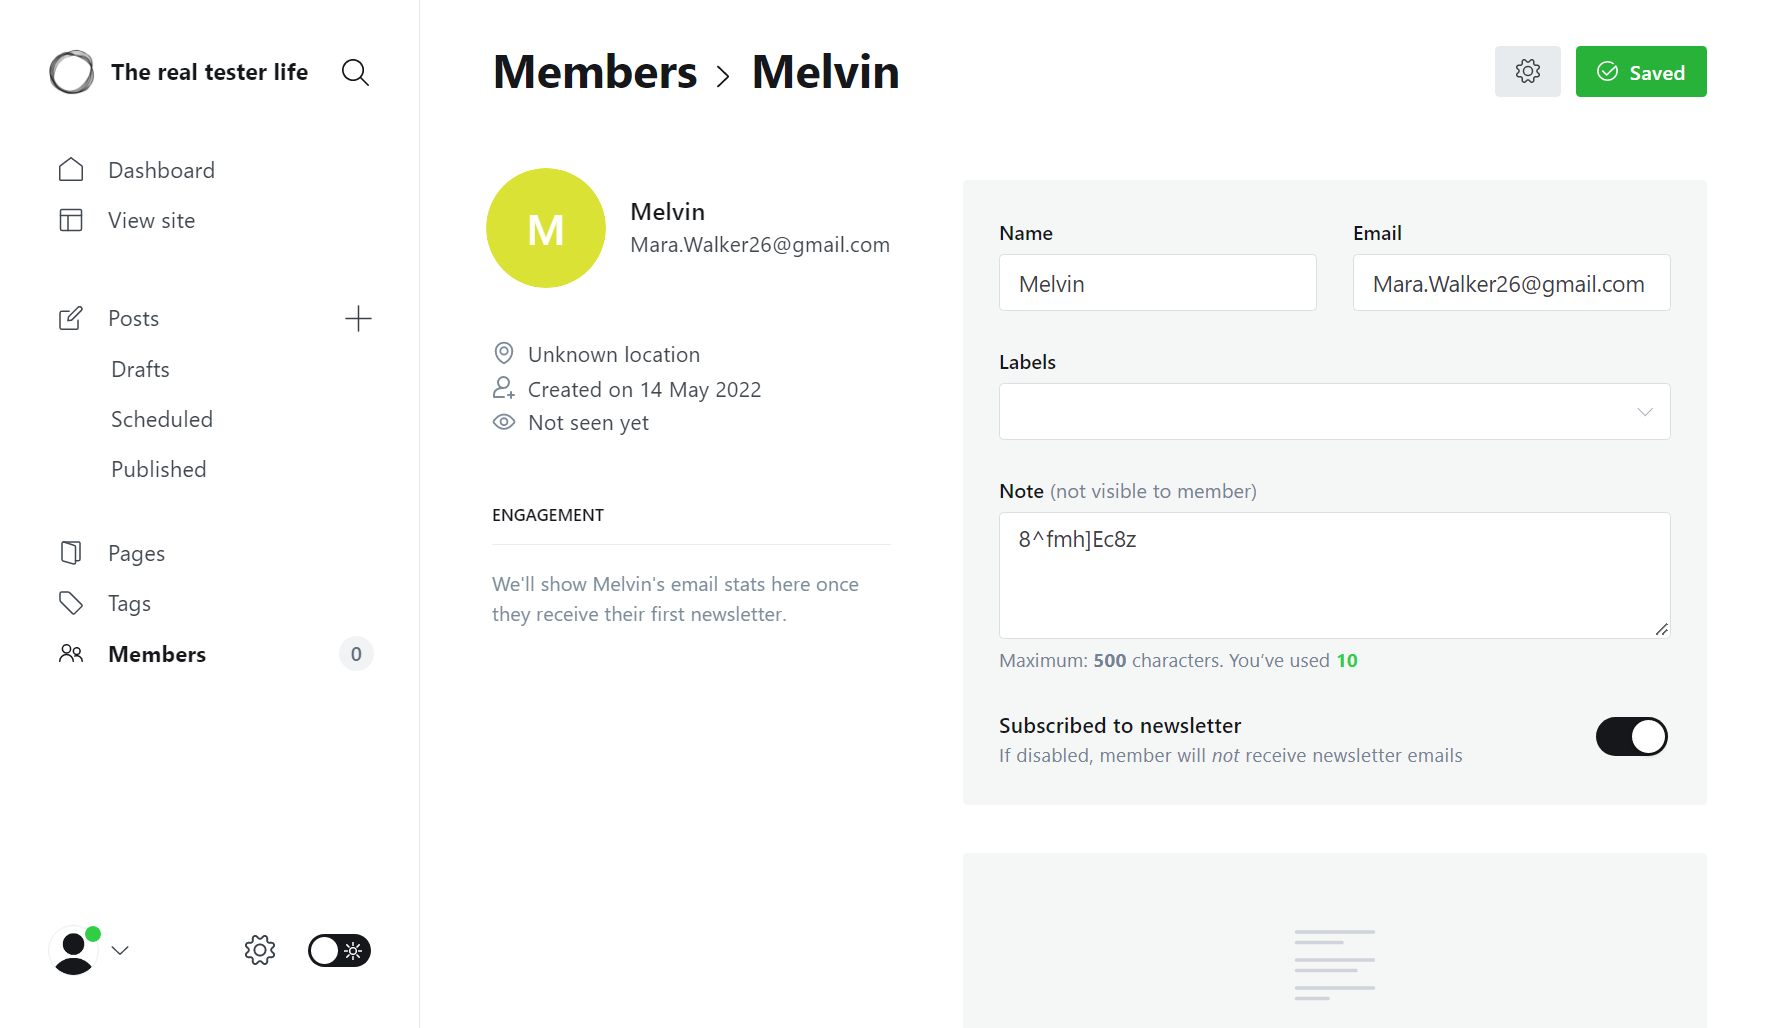 The real tester life
Dashboard
View site
Posts
Drafts
Scheduled
Published
Pages
Tags
Members 0
Members › Melvin
Saved
M
Melvin
Mara.Walker26@gmail.com
Unknown location
Created on 14 May 2022
Not seen yet
ENGAGEMENT
We'll show Melvin's email stats here once
they receive their first newsletter.
Name
Melvin
Email
Mara.Walker26@gmail.com
Labels
Note (not visible to member)
8^fmh]Ec8z
Maximum: 500 characters. You’ve used 10
Subscribed to newsletter
If disabled, member will not receive newsletter emails